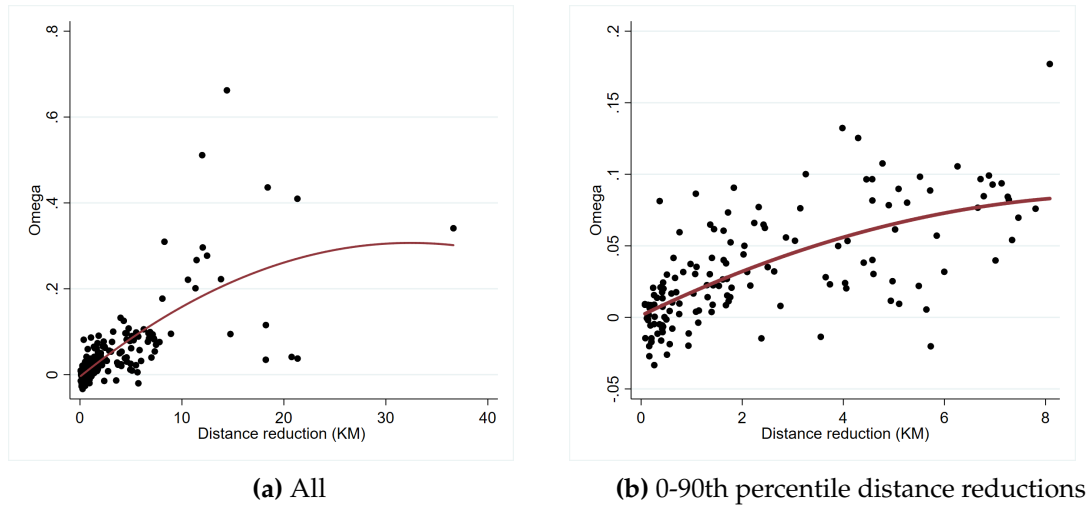 .8
.6
.4
.2
0
Omega
0 10 20 30 40
Distance reduction (KM)
(a) All
.2
.15
.1
.05
0
-.05
Omega
0 2 4 6 8
Distance reduction (KM)
(b) 0-90th percentile distance reductions